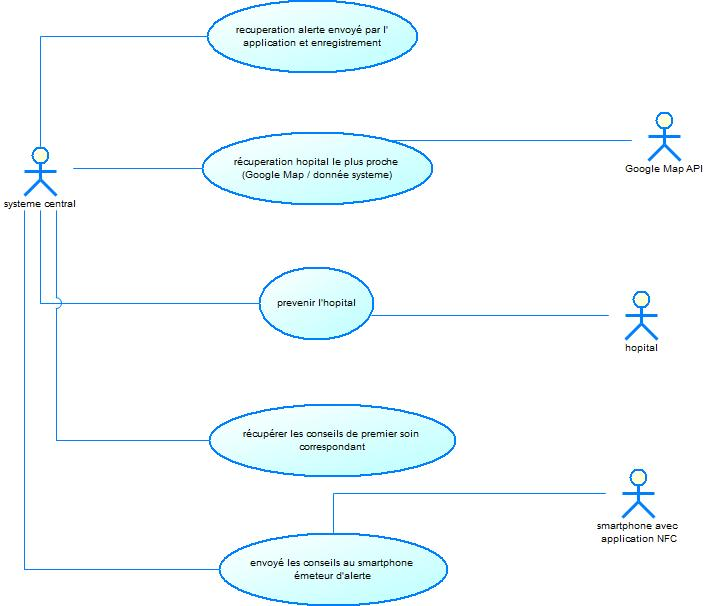 recuperation alerte envoyé par l'
application et enregistrement
récuperation hopital le plus proche
(Google Map / donnée systeme)
Google Map API
systeme central
prevenir l'hopital
hopital
récupérer les conseils de premier soin
correspondant
smartphone avec
application NFC
envoyé les conseils au smartphone
émeteur d'alerte